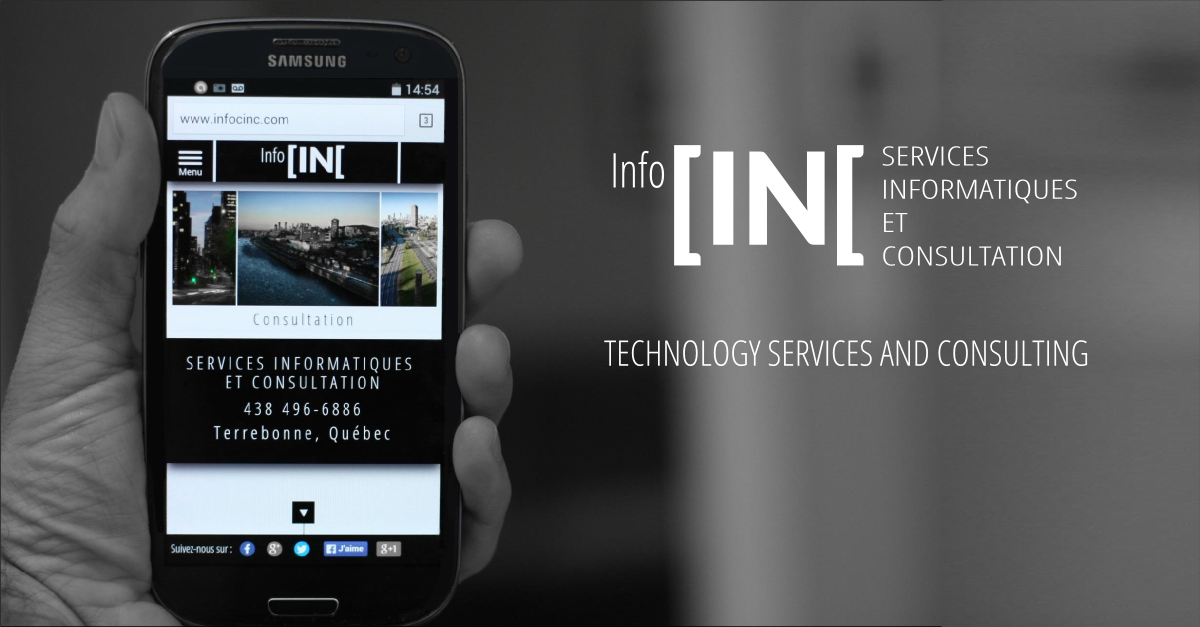 SAMSUNG
14:54
www.infocinc.com
3
Menu
Info [IN[
Consultation
SERVICES INFORMATIQUES
ET CONSULTATION
438 496-6886
Terrebonne, Québec
Suivez-nous sur :
J'aime
g+1
Info [IN[
SERVICES
INFORMATIQUES
ET
CONSULTATION
TECHNOLOGY SERVICES AND CONSULTING